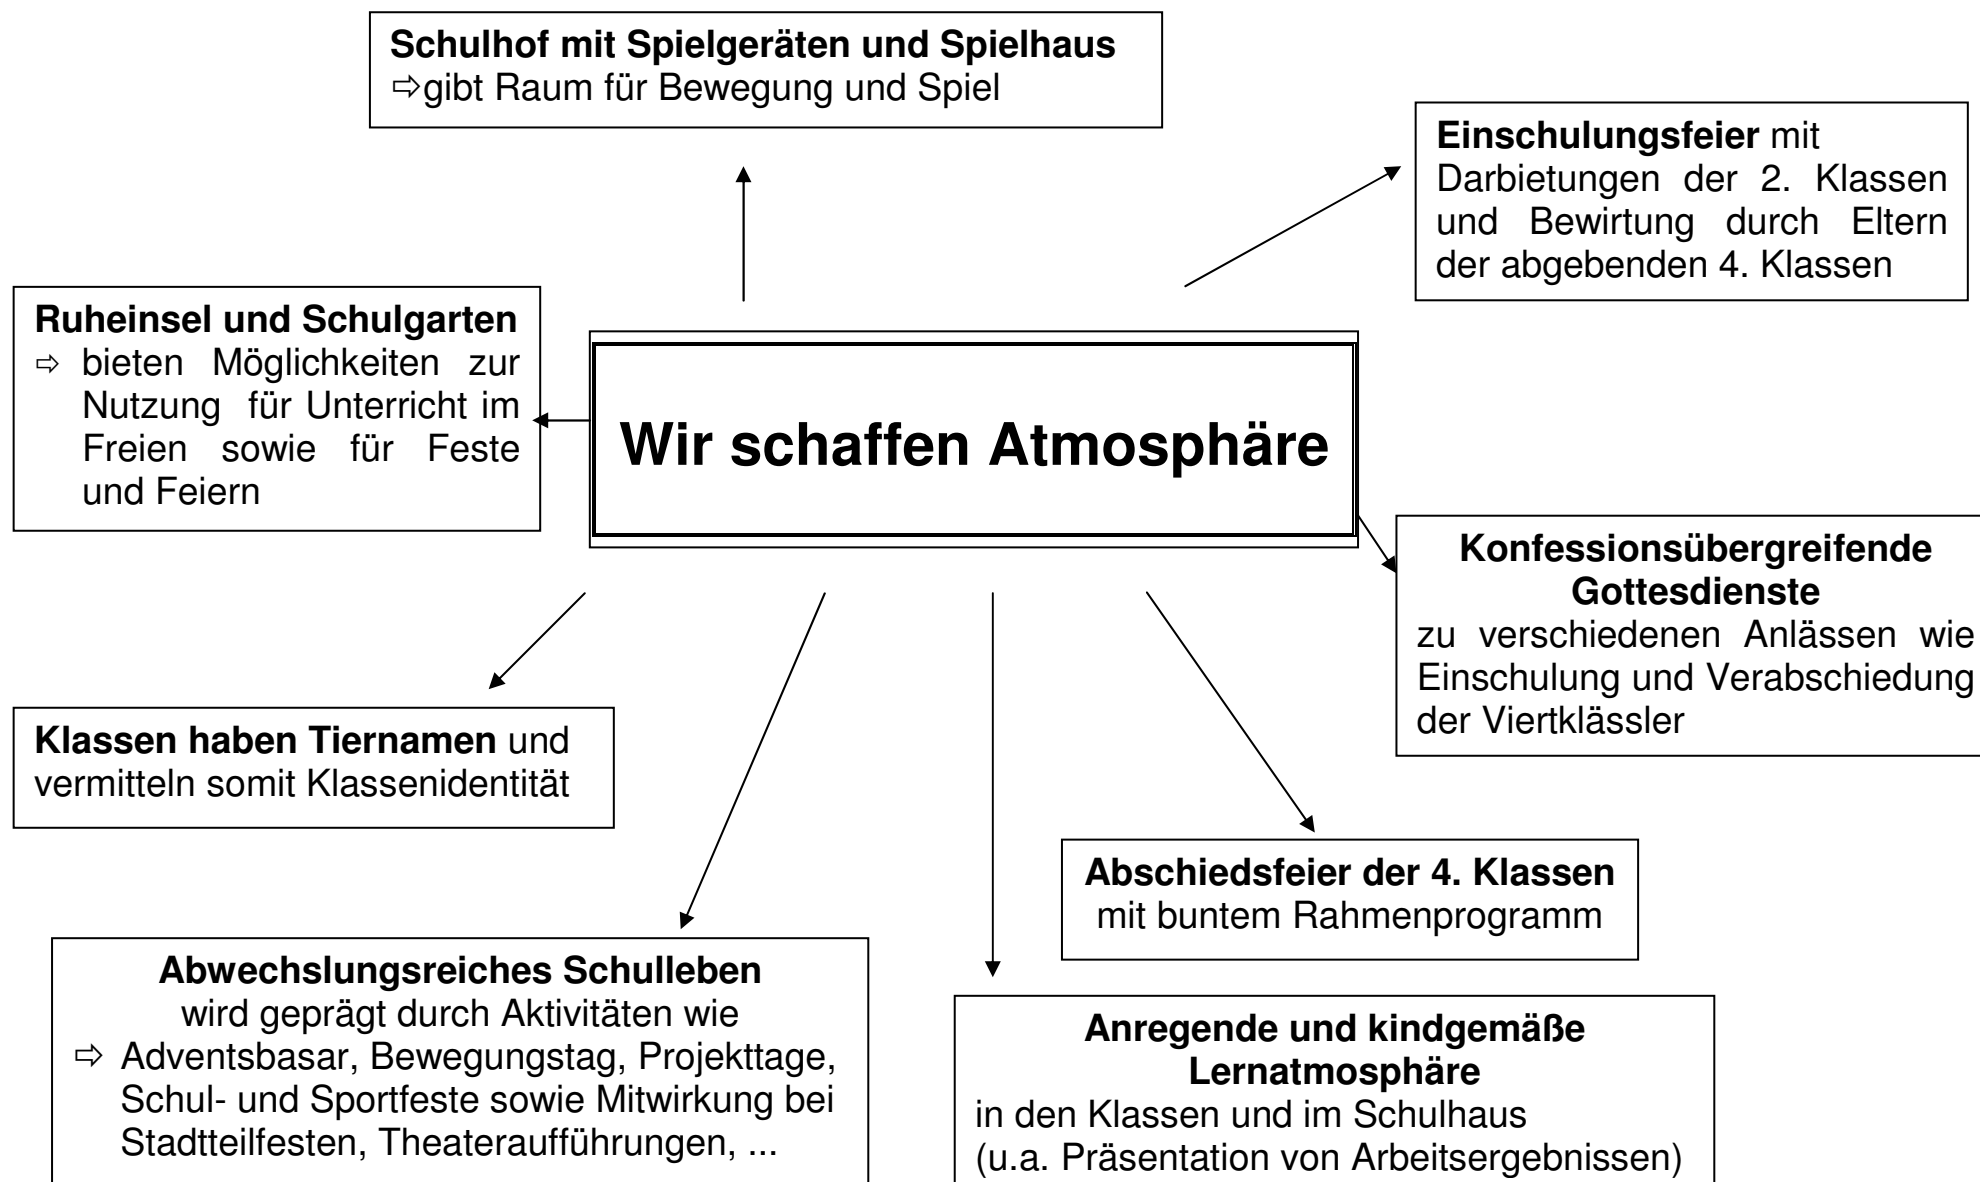 Schulhof mit Spielgeräten und Spielhaus
⇨gibt Raum für Bewegung und Spiel
Einschulungsfeier mit
Darbietungen der 2. Klassen
und Bewirtung durch Eltern
der abgebenden 4. Klassen
Ruheinsel und Schulgarten
⇨ bieten Möglichkeiten zur
Nutzung für Unterricht im
Freien sowie für Feste
und Feiern
Wir schaffen Atmosphäre
Konfessionsübergreifende
Gottesdienste
zu verschiedenen Anlässen wie
Einschulung und Verabschiedung
der Viertklässler
Klassen haben Tiernamen und
vermitteln somit Klassenidentität
Abschiedsfeier der 4. Klassen
mit buntem Rahmenprogramm
Abwechslungsreiches Schulleben
wird geprägt durch Aktivitäten wie
⇨ Adventsbasar, Bewegungstag, Projekttage,
Schul- und Sportfeste sowie Mitwirkung bei
Stadtteilfesten, Theateraufführungen, ...
Anregende und kindgemäße
Lernatmosphäre
in den Klassen und im Schulhaus
(u.a. Präsentation von Arbeitsergebnissen)